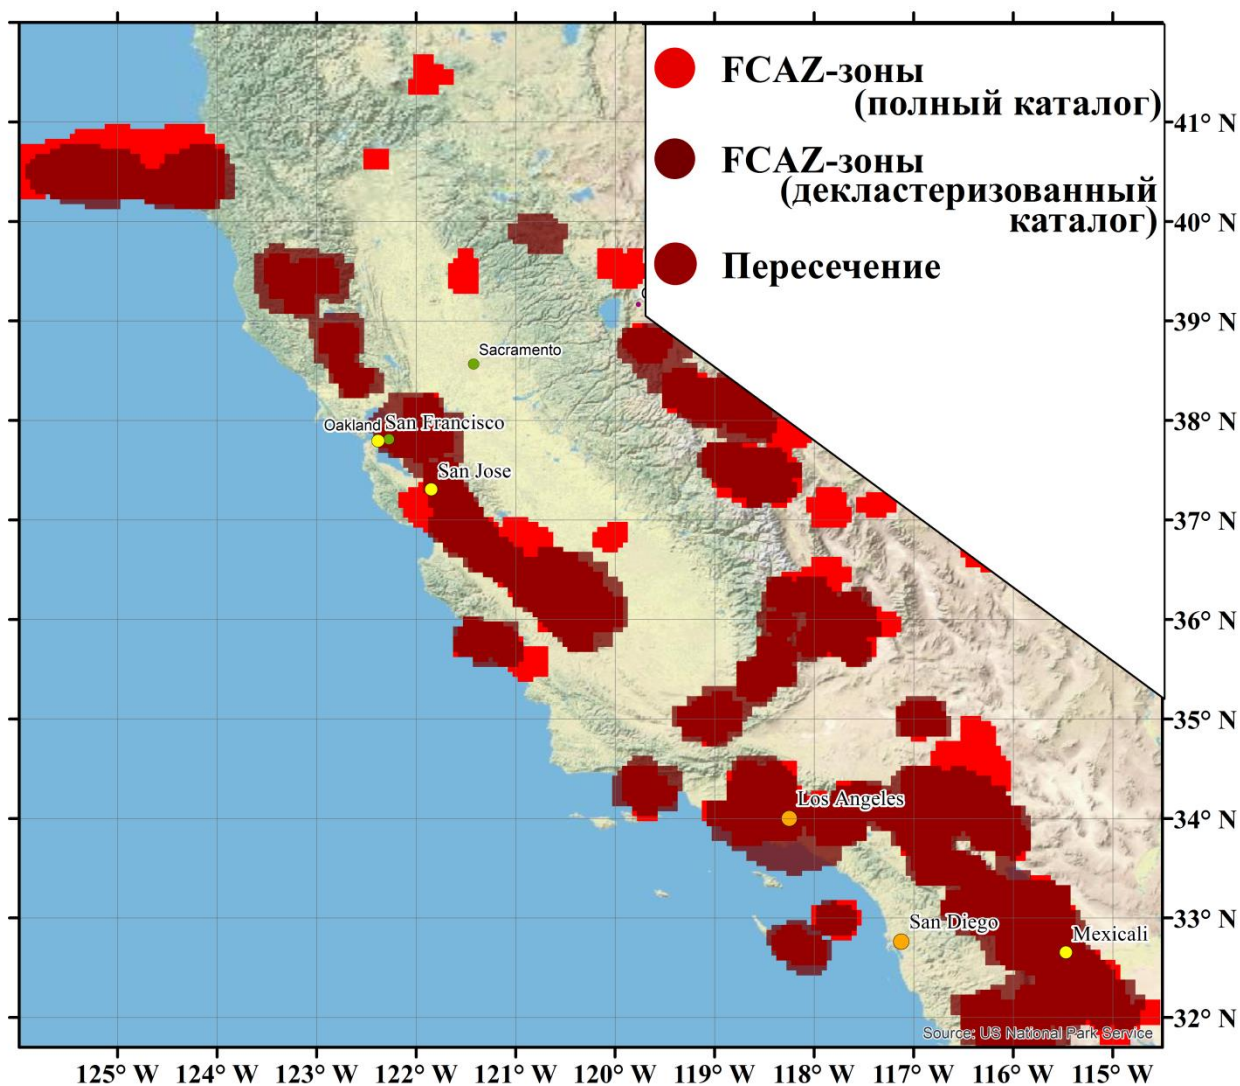 FCAZ-зоны
(полный каталог)
FCAZ-зоны
(декластеризованный
каталог)
Пересечение
41° N
40° N
39° N
38° N
37° N
36° N
35° N
34° N
33° N
32° N
Sacramento
Oakland
San Francisco
San Jose
Los Angeles
San Diego
Mexicali
Source: US National Park Service
125° W 124° W 123° W 122° W 121° W 120° W 119° W 118° W 117° W 116° W 115° W